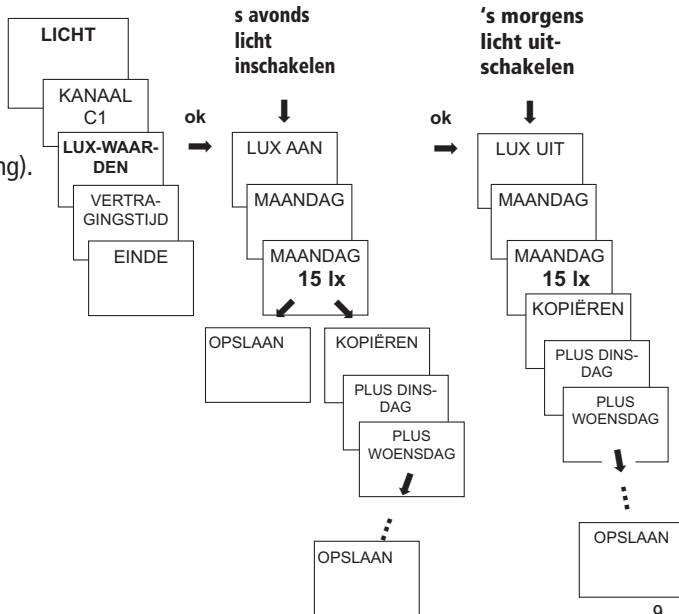 LICHT
KANAAL
C1
LUX-WAAR-
DEN
ng).
VERTRA-
GINGSTIJD
EINDE
ok
s avonds
licht
inschakelen
LUX AAN
MAANDAG
MAANDAG
15 lx
OPSLAAN
KOPIËREN
PLUS DINS-
DAG
PLUS
WOENSDAG
OPSLAAN
ok
‘s morgens
licht uit-
schakelen
LUX UIT
MAANDAG
MAANDAG
15 lx
KOPIËREN
PLUS DINS-
DAG
PLUS
WOENSDAG
OPSLAAN
9